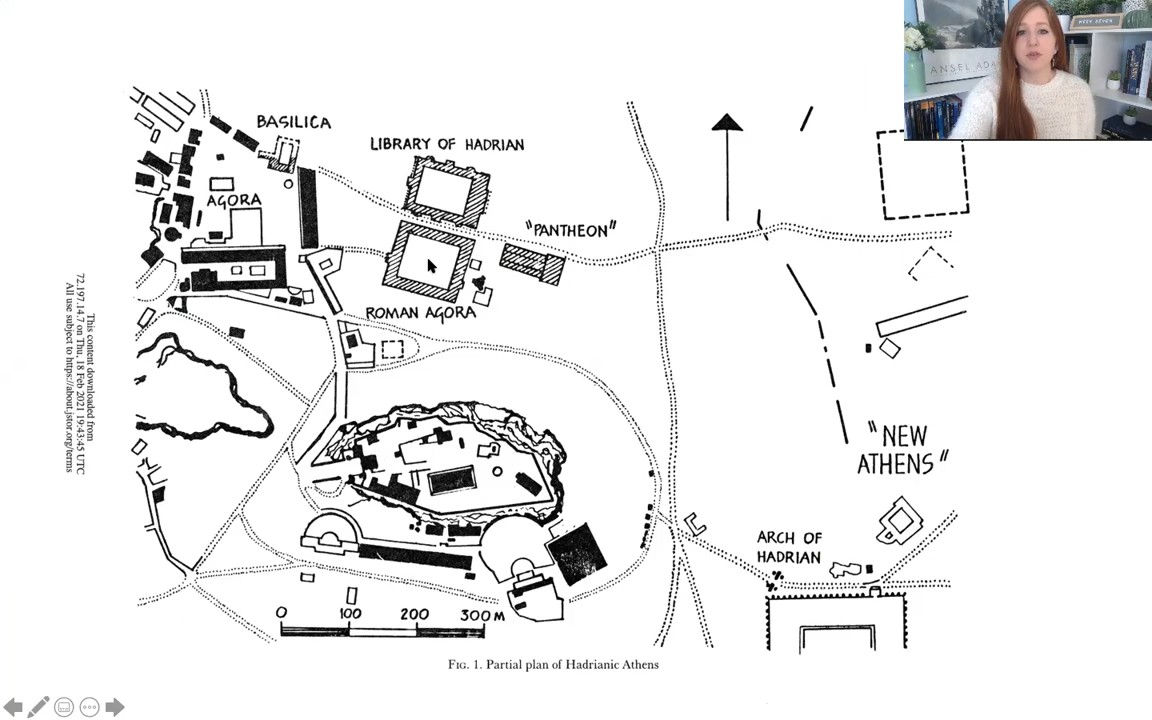 ANSEL ADA
BASILICA
LIBRARY OF HADRIAN
AGORA
"PANTHEON"
ROMAN AGORA
"NEW
ATHENS"
ARCH OF
HADRIAN
0 100 200 300 M
FIG. 1. Partial plan of Hadrianic Athens
This content downloaded from
72.197.14.7 on Thu, 18 Feb 2021 19:43:45 UTC
All use subject to https://about.jstor.org/terms